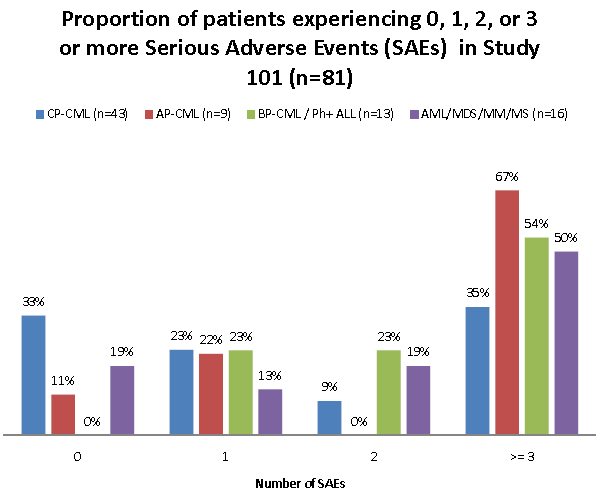 Proportion of patients experiencing 0, 1, 2, or 3
or more Serious Adverse Events (SAEs) in Study
101 (n=81)
CP-CML (n=43) AP-CML (n=9) BP-CML / Ph+ ALL (n=13) AML/MDS/MM/MS (n=16)
33% 11% 0% 19%
23% 22% 23% 13%
9% 0% 23% 19%
35% 67% 54% 50%
0 1 2 >= 3
Number of SAEs